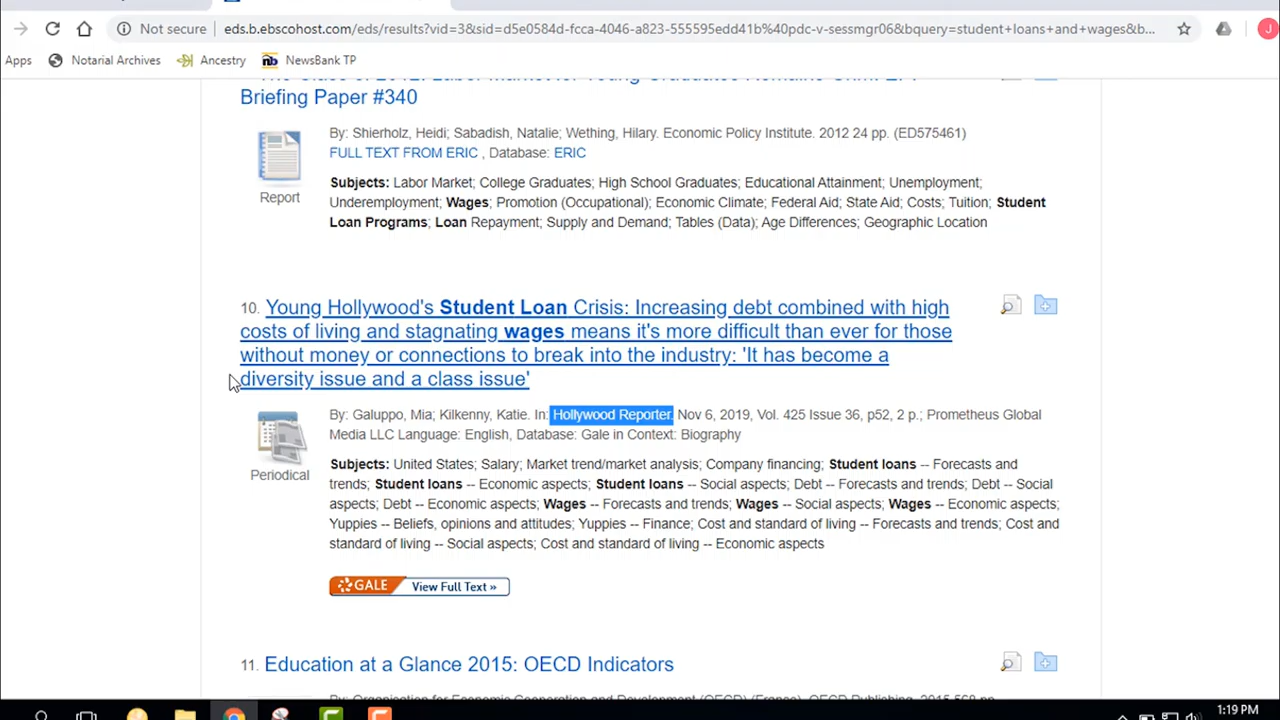 Not secure eds.b.ebscohost.com/eds/results?vid=3&sid=d5e0584d-fcca-4046-a823-555595edd41b%40pdc-v-sessmgr06&bquery=student+loans+and+wages&b... J
Apps Notarial Archives Ancestry nb NewsBank TP
Briefing Paper #340
By: Shierholz, Heidi; Sabadish, Natalie; Wething, Hilary. Economic Policy Institute. 2012 24 pp. (ED575461)
FULL TEXT FROM ERIC , Database: ERIC
Report
Subjects: Labor Market; College Graduates; High School Graduates; Educational Attainment; Unemployment;
Underemployment; Wages; Promotion (Occupational); Economic Climate; Federal Aid; State Aid; Costs; Tuition; Student
Loan Programs; Loan Repayment; Supply and Demand; Tables (Data); Age Differences; Geographic Location
10. Young Hollywood's Student Loan Crisis: Increasing debt combined with high
costs of living and stagnating wages means it's more difficult than ever for those
without money or connections to break into the industry: 'It has become a
diversity issue and a class issue'
By: Galuppo, Mia; Kilkenny, Katie. In: Hollywood Reporter. Nov 6, 2019, Vol. 425 Issue 36, p52, 2 p.; Prometheus Global
Media LLC Language: English, Database: Gale in Context: Biography
Periodical
Subjects: United States; Salary; Market trend/market analysis; Company financing; Student loans -- Forecasts and
trends; Student loans -- Economic aspects; Student loans -- Social aspects; Debt -- Forecasts and trends; Debt -- Social
aspects; Debt -- Economic aspects; Wages -- Forecasts and trends; Wages -- Social aspects; Wages -- Economic aspects;
Yuppies -- Beliefs, opinions and attitudes; Yuppies -- Finance; Cost and standard of living -- Forecasts and trends; Cost and
standard of living -- Social aspects; Cost and standard of living -- Economic aspects
GALE View Full Text »
11. Education at a Glance 2015: OECD Indicators
1:19 PM